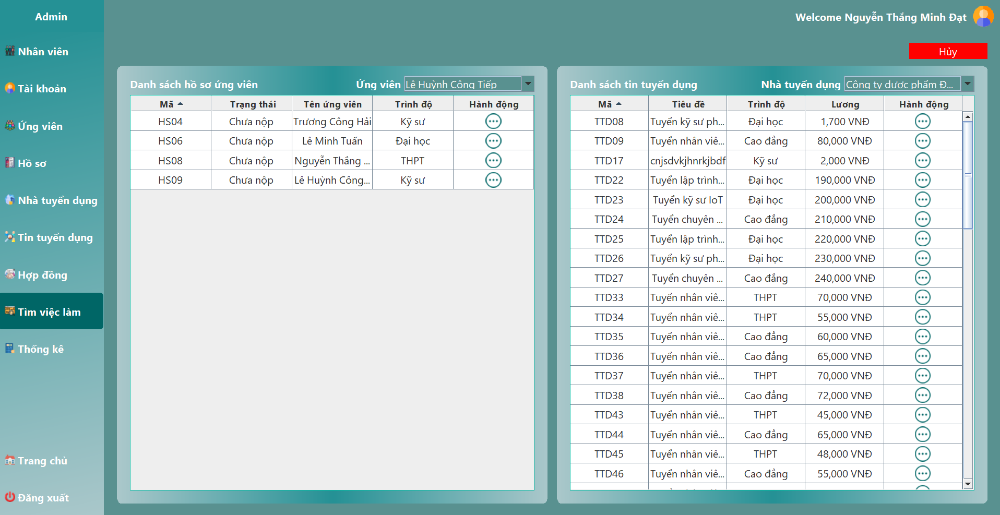 Admin
Welcome Nguyễn Thắng Minh Đạt
Nhân viên
Tài khoản
Ứng viên
Hồ sơ
Nhà tuyển dụng
Tin tuyển dụng
Hợp đồng
Tìm việc làm
Thống kê
Trang chủ
Đăng xuất
Hủy
Danh sách hồ sơ ứng viên Ứng viên Lê Huỳnh Công Tiếp
Mã Trạng thái Tên ứng viên Trình độ Hành động
HS04 Chưa nộp Trương Công Hải Kỹ sư
HS06 Chưa nộp Lê Minh Tuấn Đại học
HS08 Chưa nộp Nguyễn Thắng ... THPT
HS09 Chưa nộp Lê Huỳnh Công... Kỹ sư
Danh sách tin tuyển dụng Nhà tuyển dụng Công ty dược phẩm Đ...
Mã Tiêu đề Trình độ Lương Hành động
TTD08 Tuyển kỹ sư ph... Đại học 1,700 VNĐ
TTD09 Tuyển nhân viê... Cao đẳng 80,000 VNĐ
TTD17 cnjsdvkjhnrkjbdf Kỹ sư 2,000 VNĐ
TTD22 Tuyển lập trình... Đại học 190,000 VNĐ
TTD23 Tuyển kỹ sư IoT Đại học 200,000 VNĐ
TTD24 Tuyển chuyên ... Cao đẳng 210,000 VNĐ
TTD25 Tuyển lập trình... Đại học 220,000 VNĐ
TTD26 Tuyển kỹ sư ph... Đại học 230,000 VNĐ
TTD27 Tuyển chuyên ... Cao đẳng 240,000 VNĐ
TTD33 Tuyển nhân viê... THPT 70,000 VNĐ
TTD34 Tuyển nhân viê... THPT 55,000 VNĐ
TTD35 Tuyển nhân viê... Cao đẳng 60,000 VNĐ
TTD36 Tuyển nhân viê... Cao đẳng 65,000 VNĐ
TTD37 Tuyển nhân viê... THPT 70,000 VNĐ
TTD38 Tuyển nhân viê... Cao đẳng 72,000 VNĐ
TTD43 Tuyển nhân viê... THPT 45,000 VNĐ
TTD44 Tuyển nhân viê... Cao đẳng 65,000 VNĐ
TTD45 Tuyển nhân viê... THPT 48,000 VNĐ
TTD46 Tuyển nhân viê... Cao đẳng 55,000 VNĐ